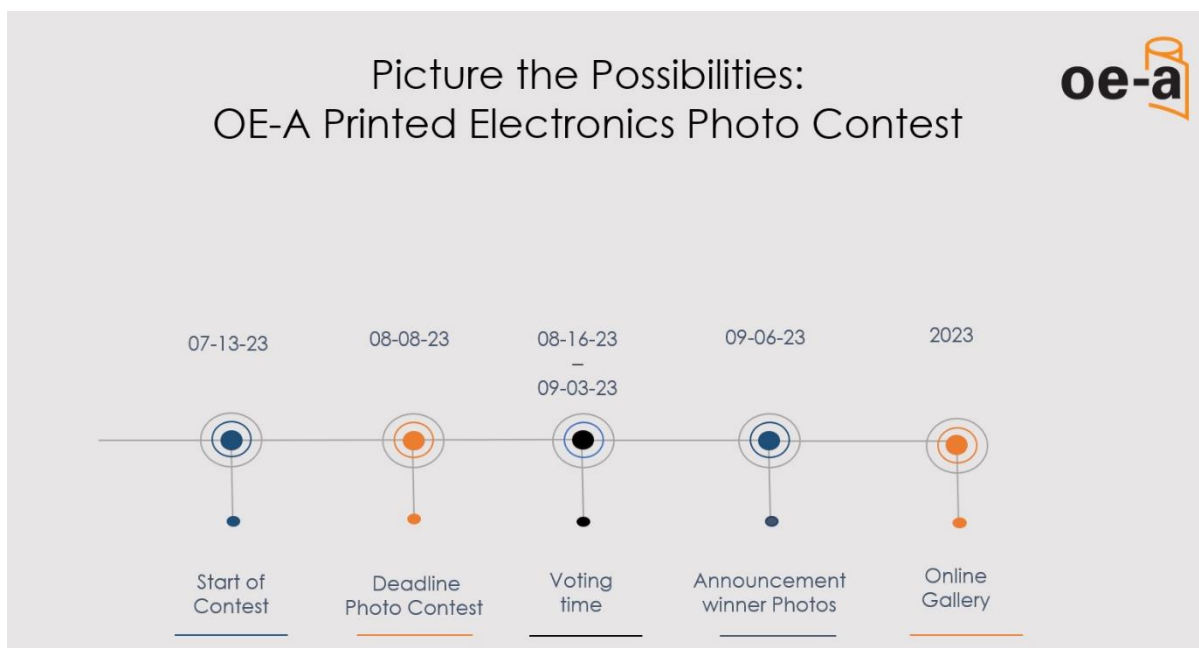 Picture the Possibilities:
OE-A Printed Electronics Photo Contest
oe-a
07-13-23
08-08-23
08-16-23
–
09-03-23
09-06-23
2023
Start of
Contest
Deadline
Photo Contest
Voting
time
Announcement
winner Photos
Online
Gallery